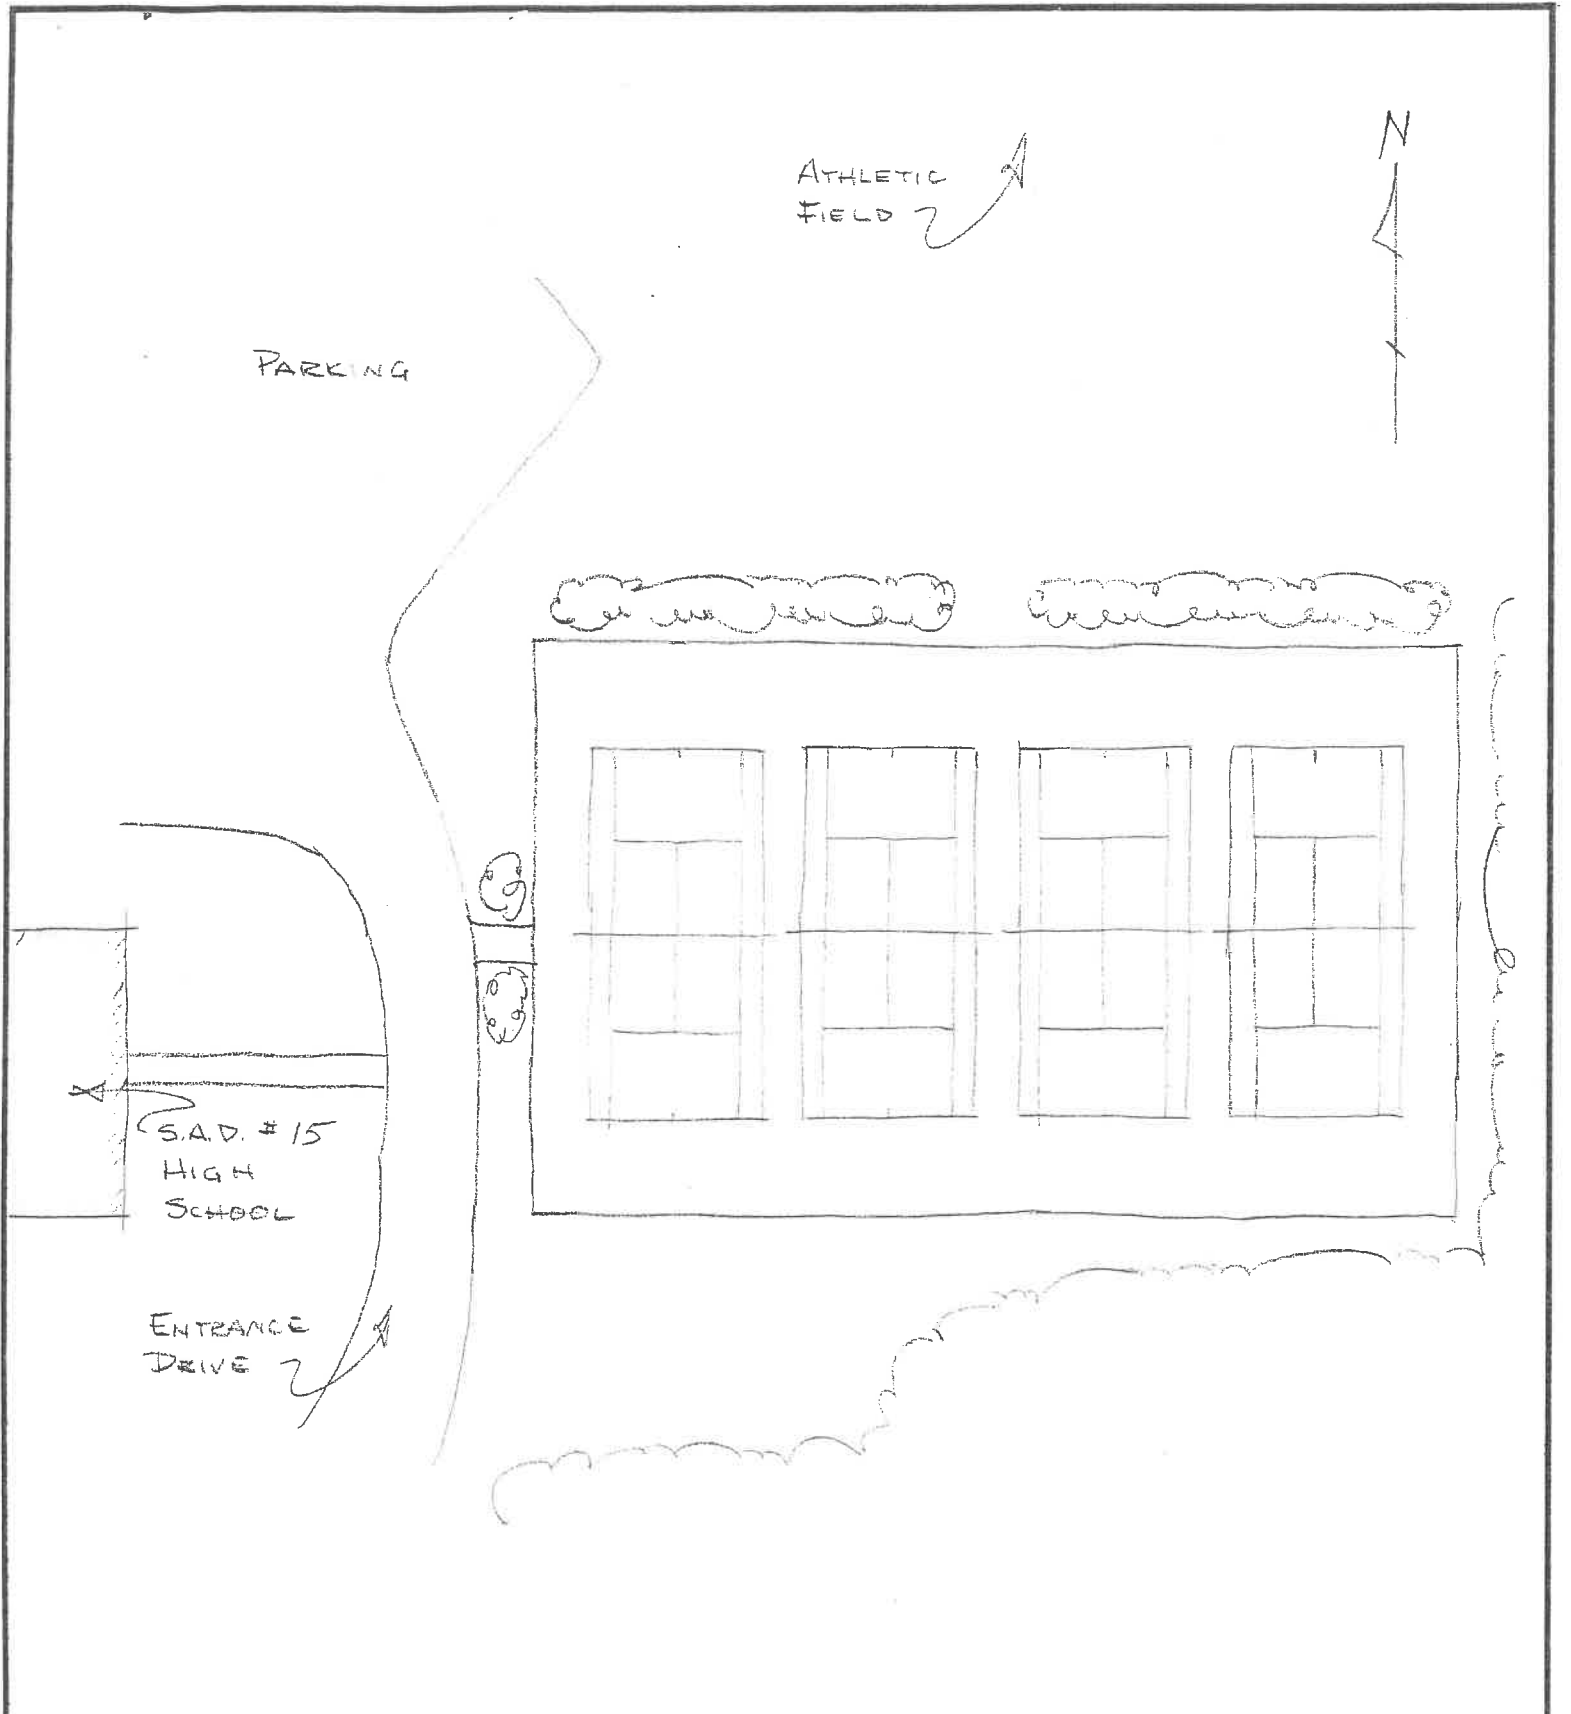 N
ATHLETIC
FIELD
PARKING
S.A.D. # 15
HIGH
SCHOOL
ENTRANCE
DRIVE